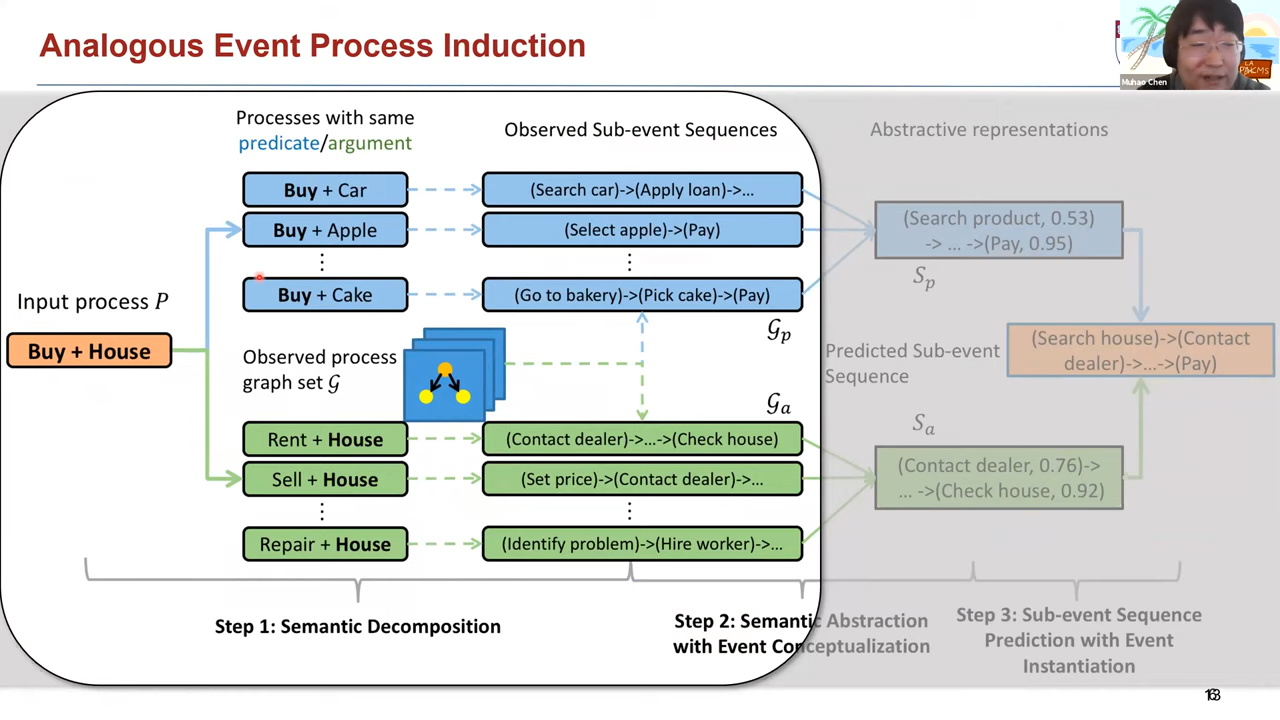 Analogous Event Process Induction
Muhao Chen
Processes with same
predicate/argument
Observed Sub-event Sequences
Abstractive representations
Buy + Car
(Search car)->(Apply loan)->...
Buy + Apple
(Select apple)->(Pay)
⋮
⋮
Buy + Cake
(Go to bakery)->(Pick cake)->(Pay)
(Search product, 0.53)
-> ... ->(Pay, 0.95)
S_p
Input process P
Buy + House
𝒢_p
Observed process
graph set 𝒢
Predicted Sub-event
Sequence
(Search house)->(Contact
dealer)->...->(Pay)
𝒢_a
Rent + House
(Contact dealer)->...->(Check house)
Sell + House
(Set price)->(Contact dealer)->...
⋮
⋮
Repair + House
(Identify problem)->(Hire worker)->...
S_a
(Contact dealer, 0.76)->
... ->(Check house, 0.92)
Step 1: Semantic Decomposition
Step 2: Semantic Abstraction
with Event Conceptualization
Step 3: Sub-event Sequence
Prediction with Event
Instantiation